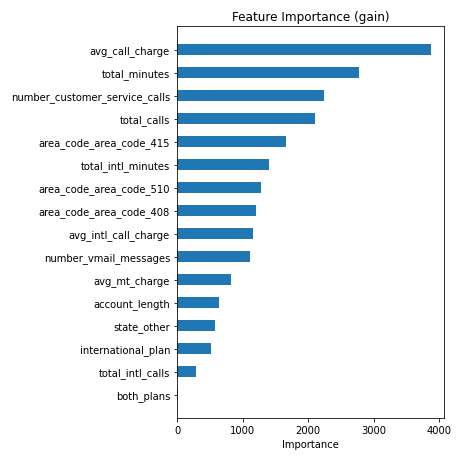 Feature Importance (gain)
avg_call_charge
total_minutes
number_customer_service_calls
total_calls
area_code_area_code_415
total_intl_minutes
area_code_area_code_510
area_code_area_code_408
avg_intl_call_charge
number_vmail_messages
avg_mt_charge
account_length
state_other
international_plan
total_intl_calls
both_plans
0 1000 2000 3000 4000
Importance